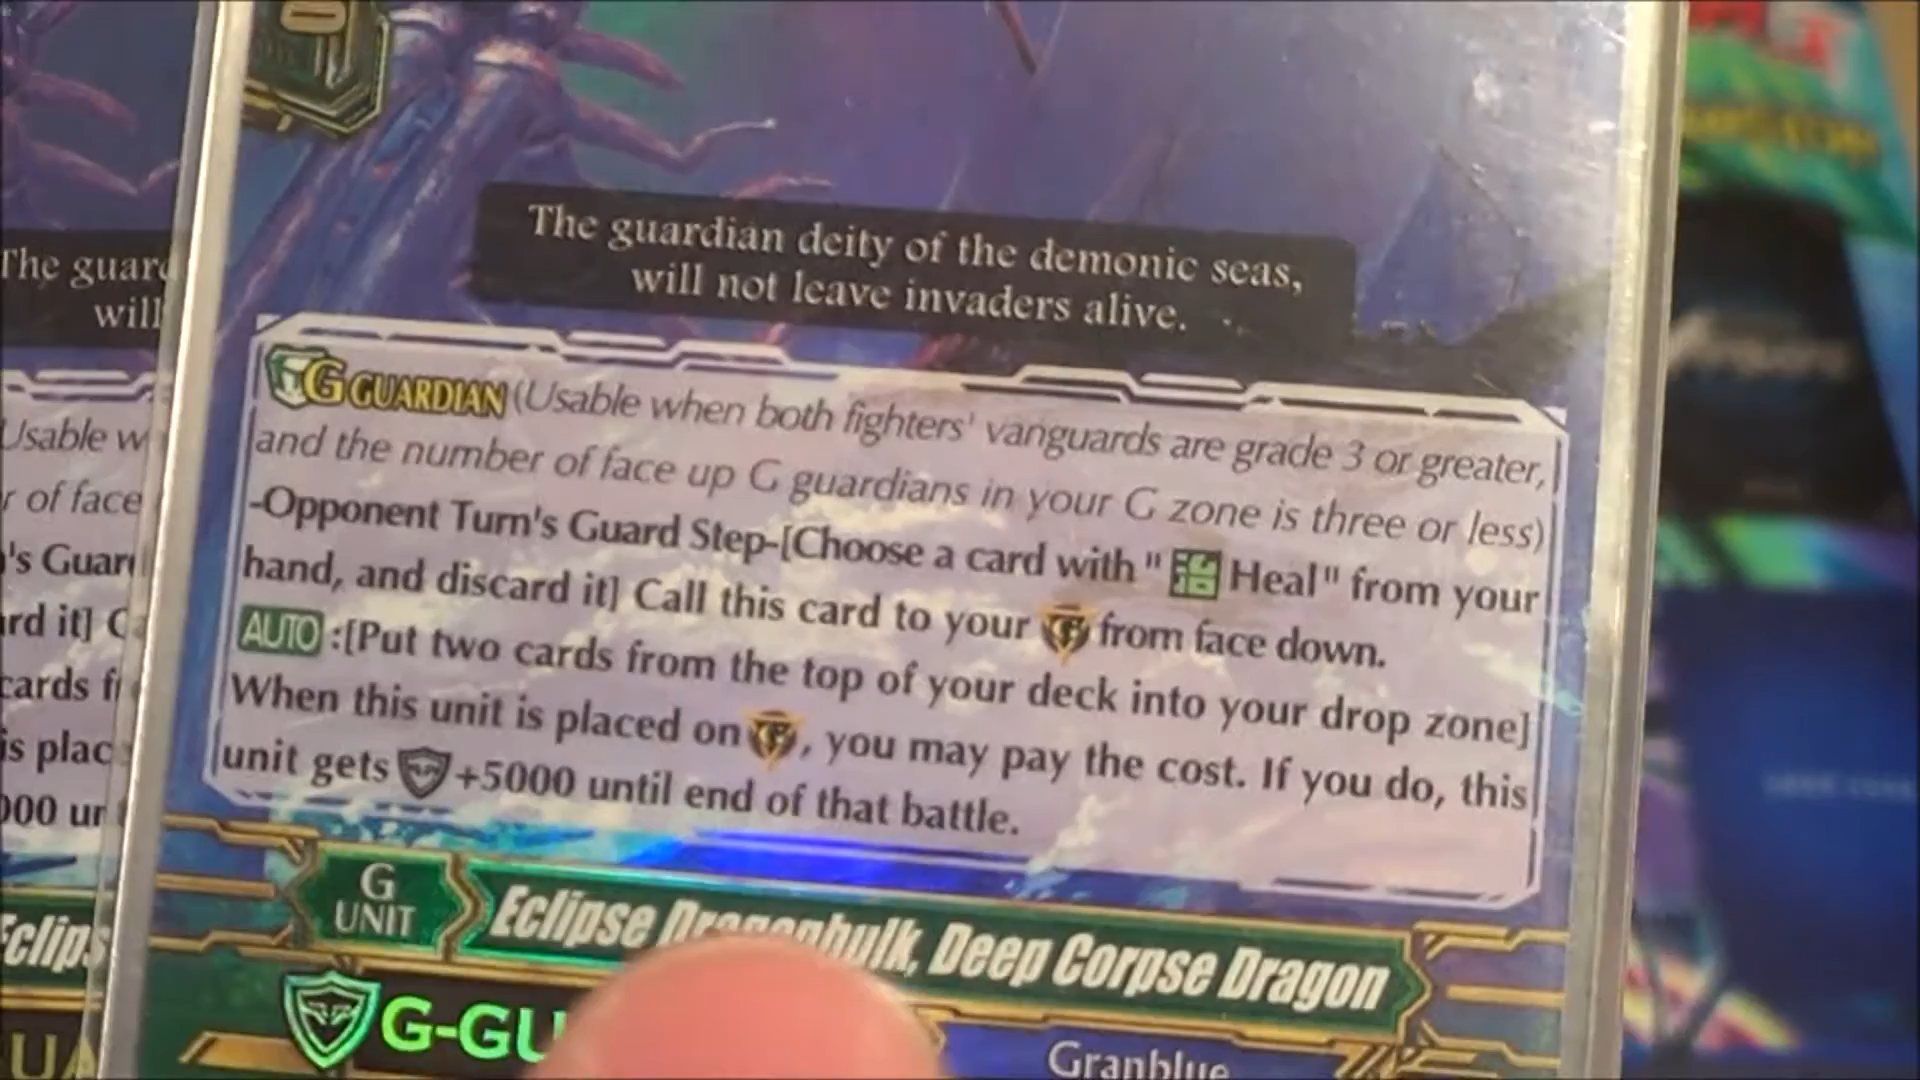 The guardian deity of the demonic seas,
will not leave invaders alive.
G GUARDIAN (Usable when both fighters' vanguards are grade 3 or greater,
and the number of face up G guardians in your G zone is three or less)
-Opponent Turn's Guard Step-[Choose a card with " Heal" from your
hand, and discard it] Call this card to your from face down.
AUTO :[Put two cards from the top of your deck into your drop zone]
When this unit is placed on , you may pay the cost. If you do, this
unit gets +5000 until end of that battle.
G
UNIT
Eclipse Deep Corpse Dragon
G-GU
Granblue
The guard
will
Usable w
r of face
's Guar
rd it] C
cards f
is plac
000 un
Eclips